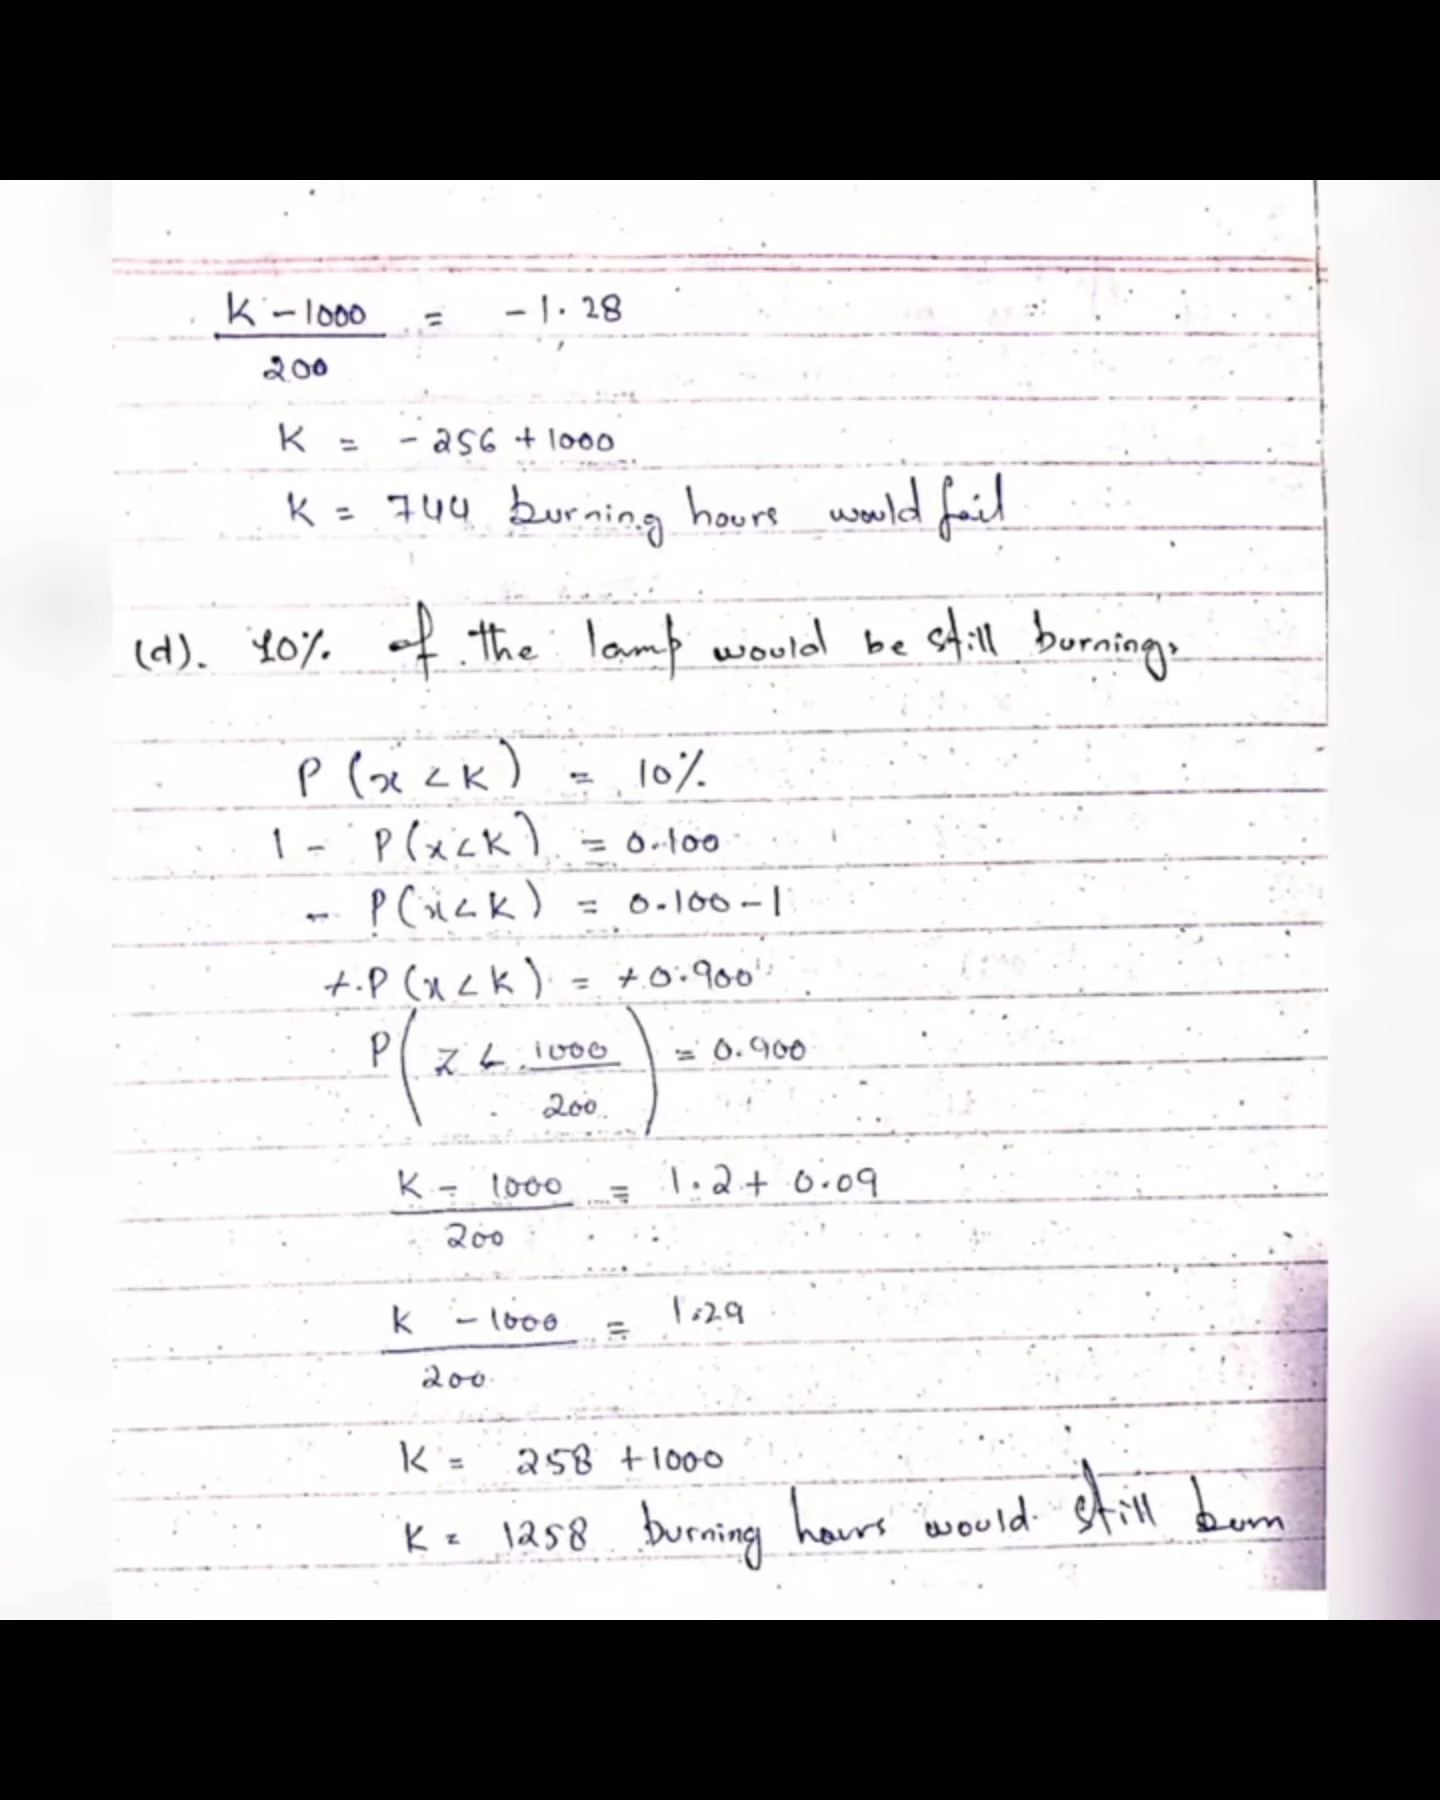 K - 1000 = - 1.28
200
K = - 256 + 1000
K = 744 burning hours would fail
(d). 10% of the lamp would be still burning.
P (x < K) = 10%
1 - P(x < K) = 0.100
- P(x < K) = 0.100 - 1
+ P(x < K) = +0.900
P ( Z < 1000 ) = 0.900
200
K - 1000 = 1.2 + 0.09
200
K - 1000 = 1.29
200
K = 258 + 1000
K = 1258 burning hours would still burn